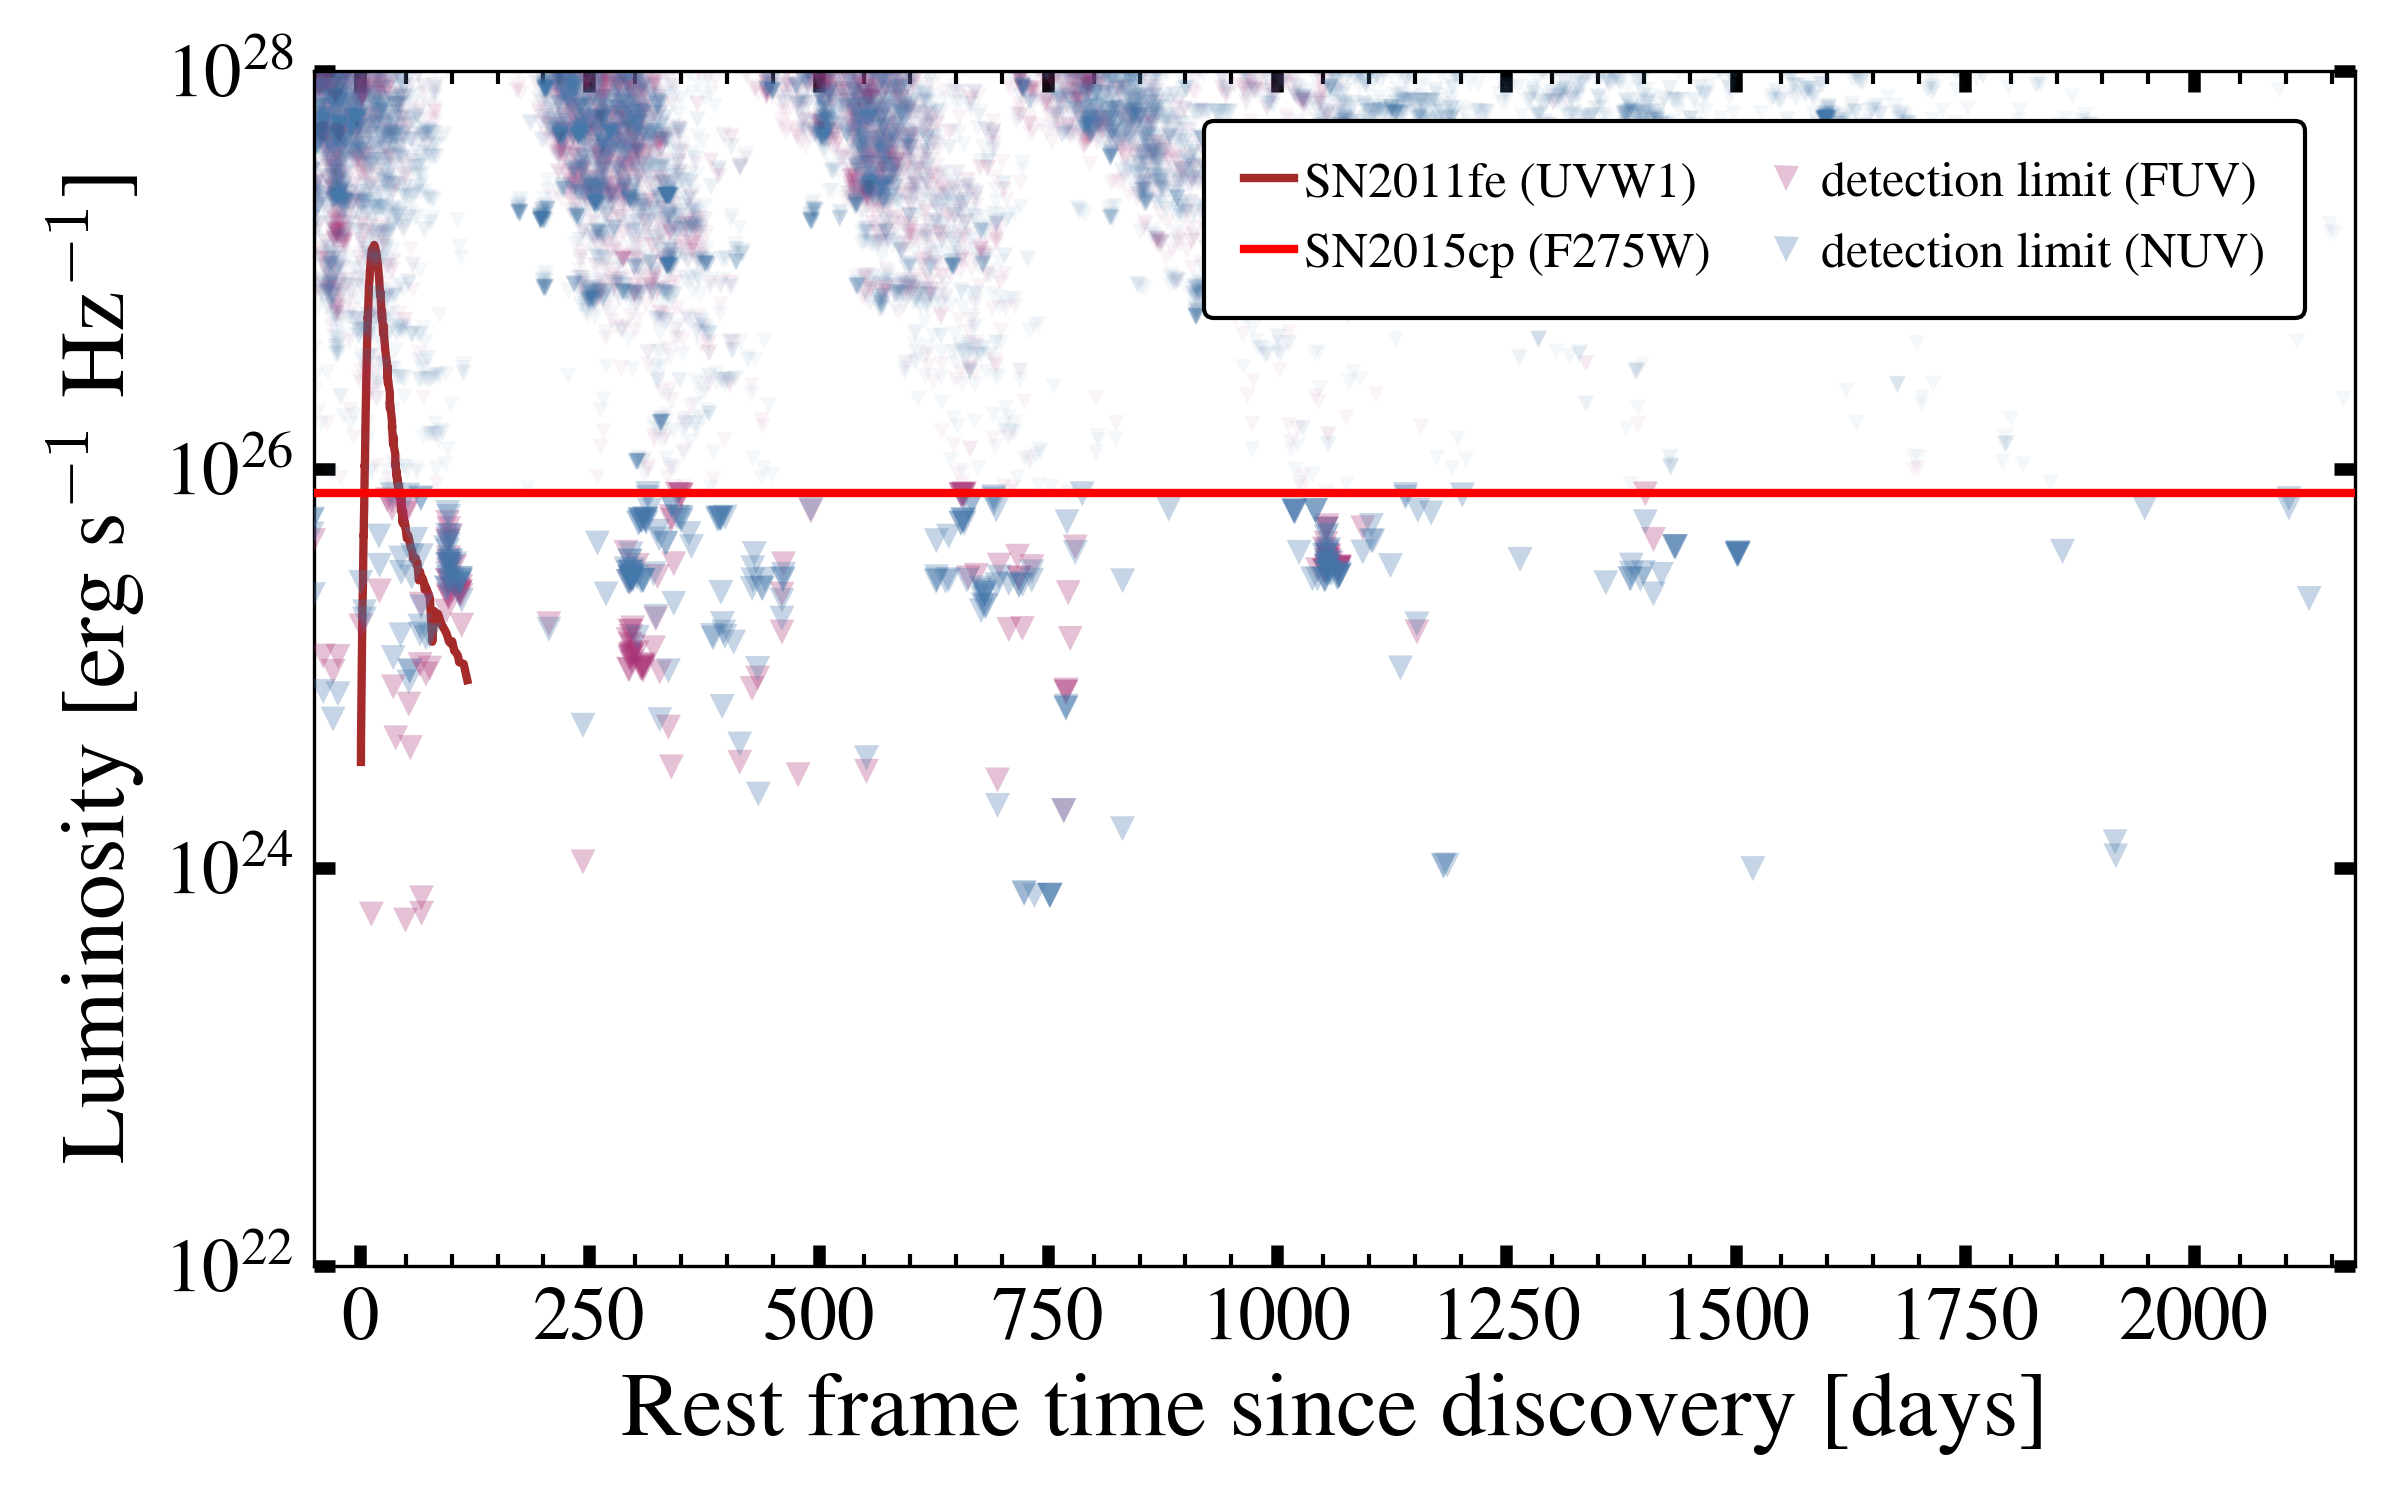 10^28
10^26
10^24
10^22
Luminosity [erg s^−1 Hz^−1]
SN2011fe (UVW1)
SN2015cp (F275W)
detection limit (FUV)
detection limit (NUV)
0 250 500 750 1000 1250 1500 1750 2000
Rest frame time since discovery [days]